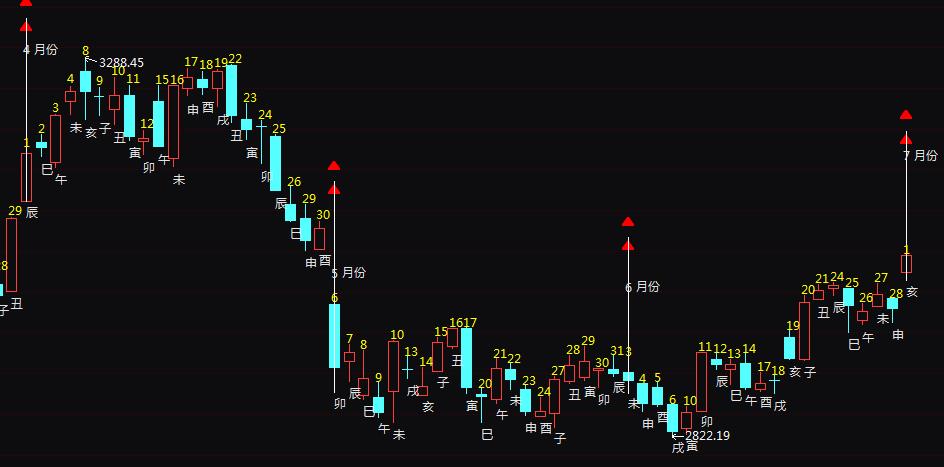 28
子
29
丑
4 月份
1
辰
2
巳
3
午
4
未
8
3288.45
亥
9
子
10
丑
11
寅
12
卯
15
午
16
未
17
申
18
酉
19
戌
22
丑
23
寅
24
卯
25
辰
26
巳
29
申
30
酉
5 月份
6
卯
7
辰
8
巳
9
午
10
未
13
戌
14
亥
15
子
16
丑
17
寅
20
巳
21
午
22
未
23
申
24
酉
27
子
28
丑
29
寅
30
卯
31
辰
6 月份
3
未
4
申
5
酉
6
戌
2822.19
10
寅
11
卯
12
辰
13
巳
14
午
17
酉
18
戌
19
亥
20
子
21
丑
24
辰
25
巳
26
午
27
未
28
申
7 月份
1
亥